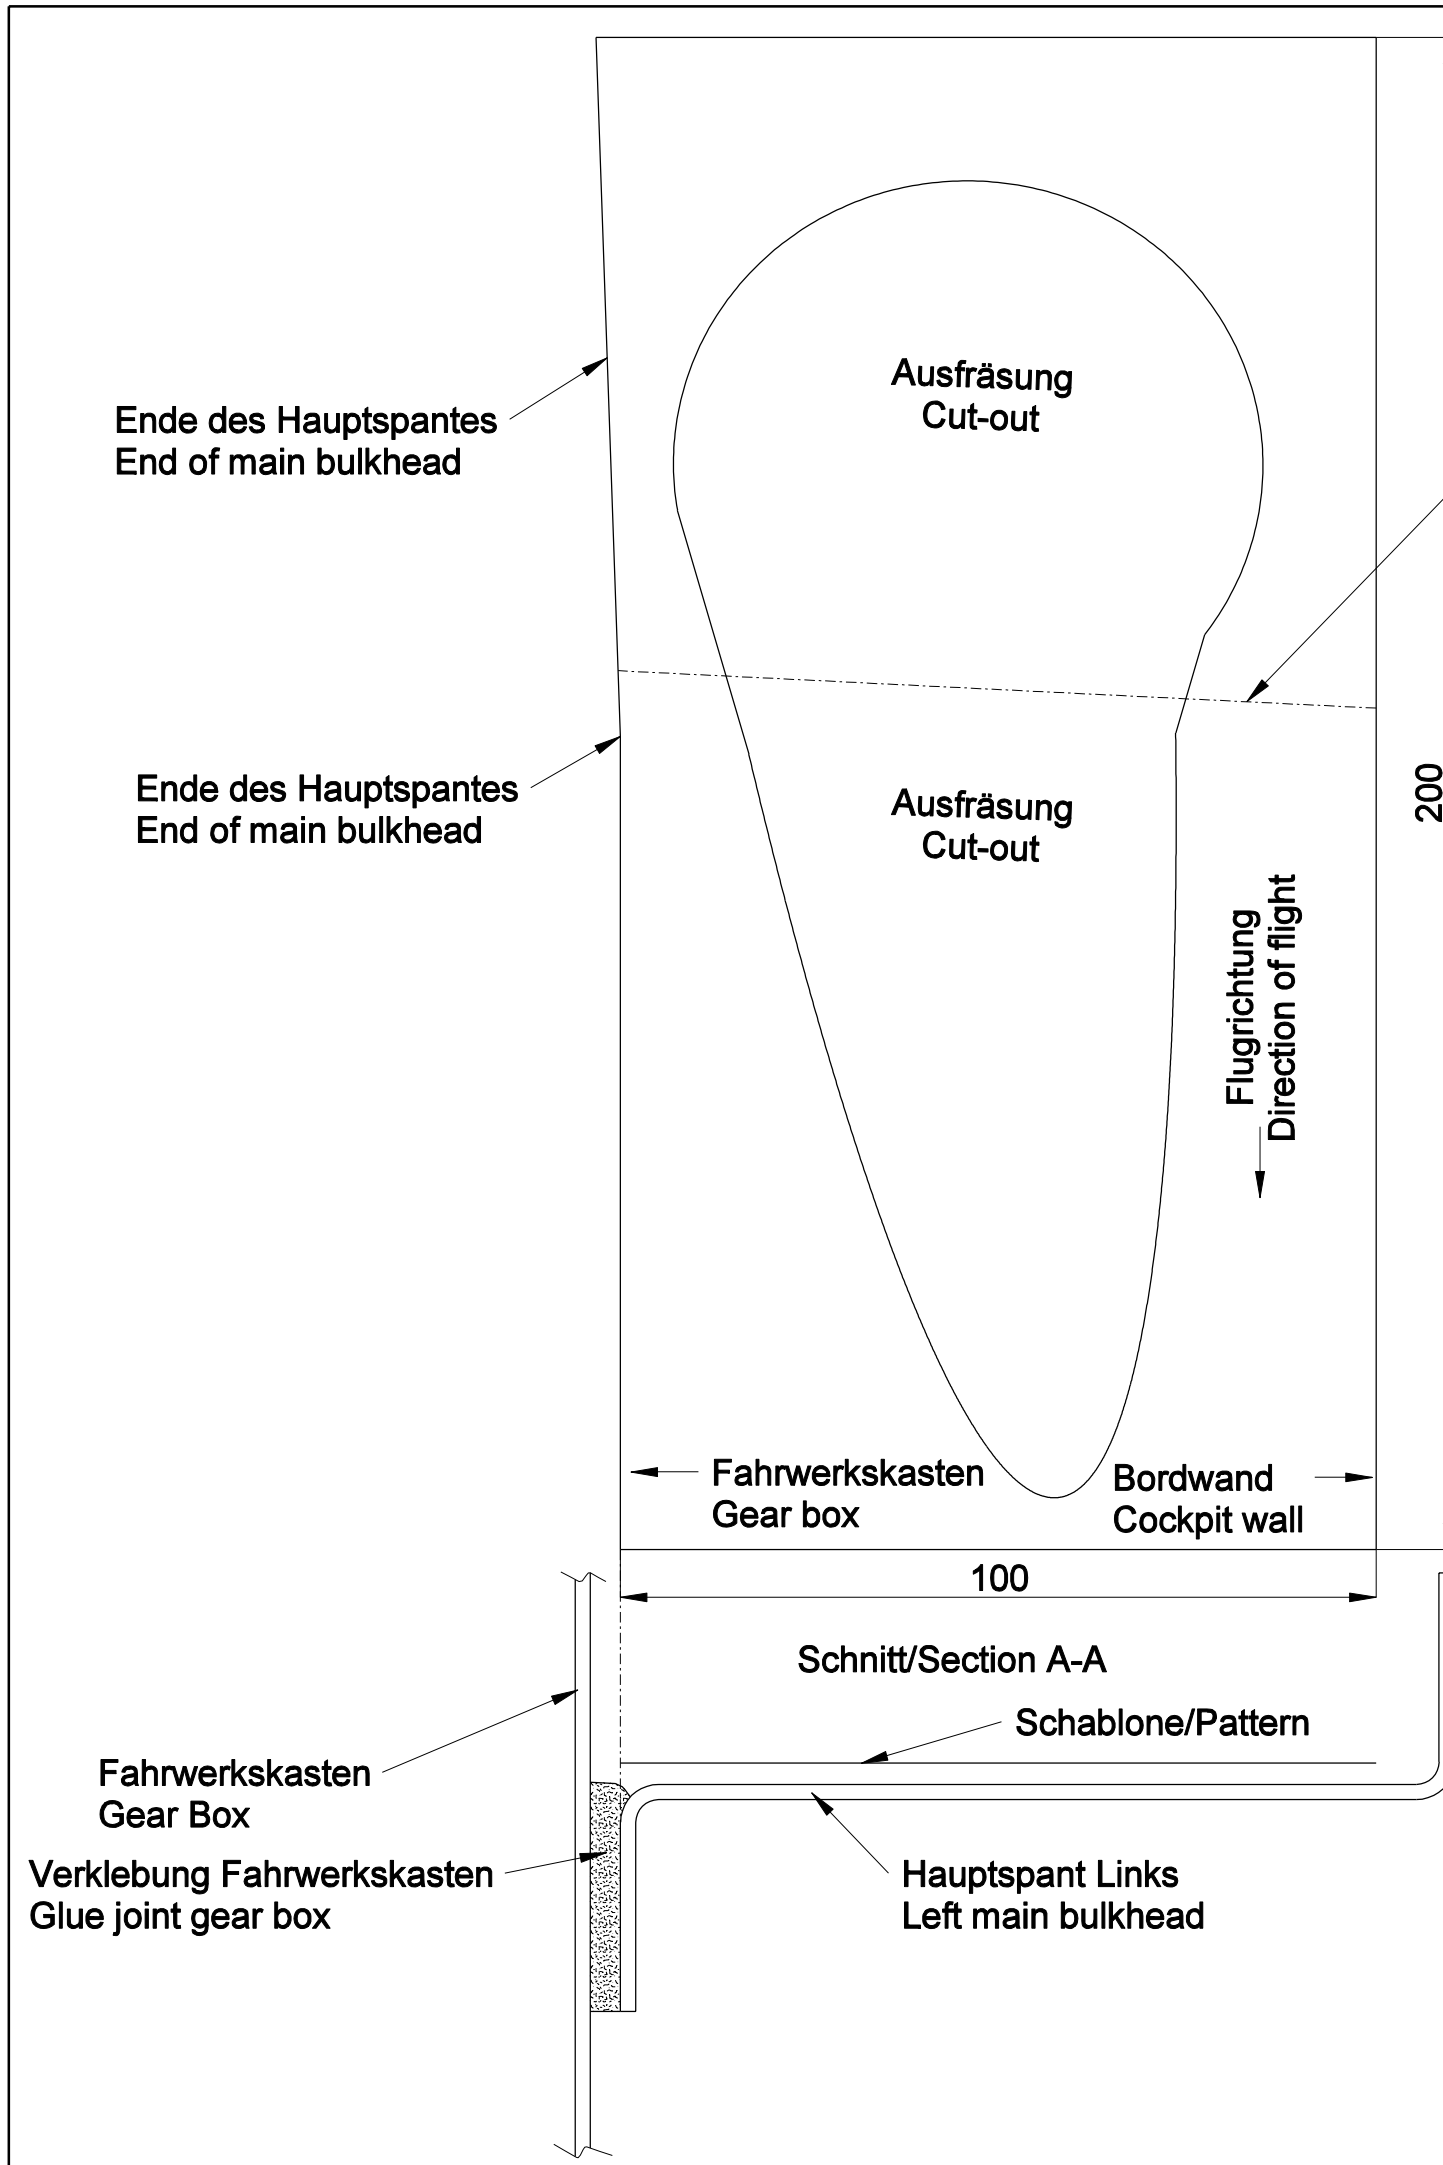 Ausfräsung
Cut-out
Ende des Hauptspantes
End of main bulkhead
Ende des Hauptspantes
End of main bulkhead
200
Ausfräsung
Cut-out
Flugrichtung
Direction of flight
Fahrwerkskasten
Gear box
Bordwand
Cockpit wall
100
Schnitt/Section A-A
Schablone/Pattern
Fahrwerkskasten
Gear Box
Verklebung Fahrwerkskasten
Glue joint gear box
Hauptspant Links
Left main bulkhead